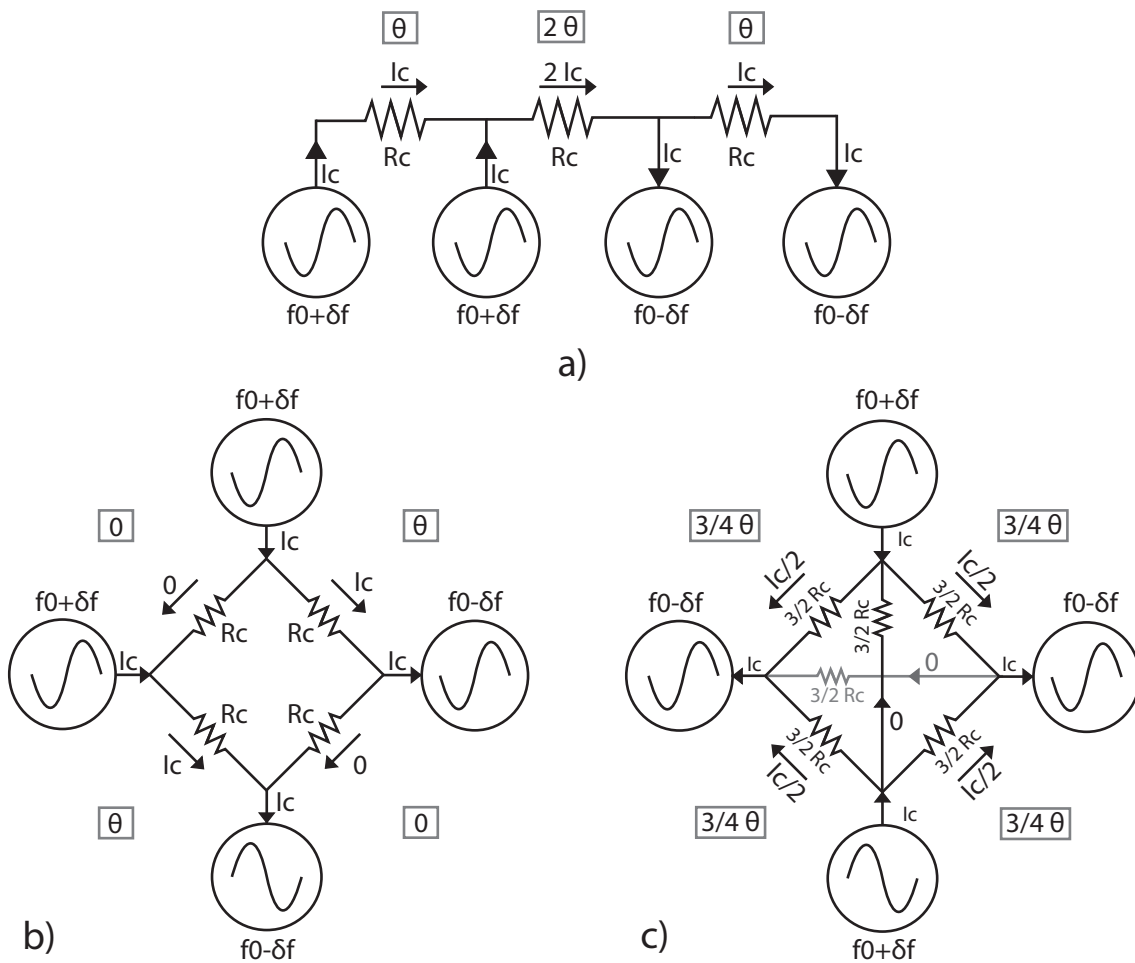 θ 2 θ θ
Ic 2 Ic Ic
Rc Rc Rc
Ic Ic Ic Ic
f0+δf f0+δf f0-δf f0-δf
a)
f0+δf
0 θ
Ic
0 Ic
f0+δf Rc Rc f0-δf
Ic Ic
Rc Rc
Ic 0
Ic
θ 0
f0-δf
b)
f0+δf
3/4 θ 3/4 θ
Ic
Ic/2 Ic/2
f0-δf 3/2 Rc 3/2 Rc 3/2 Rc f0-δf
Ic 0 Ic
3/2 Rc
0
3/2 Rc 3/2 Rc
Ic/2 Ic/2
Ic
3/4 θ 3/4 θ
f0+δf
c)